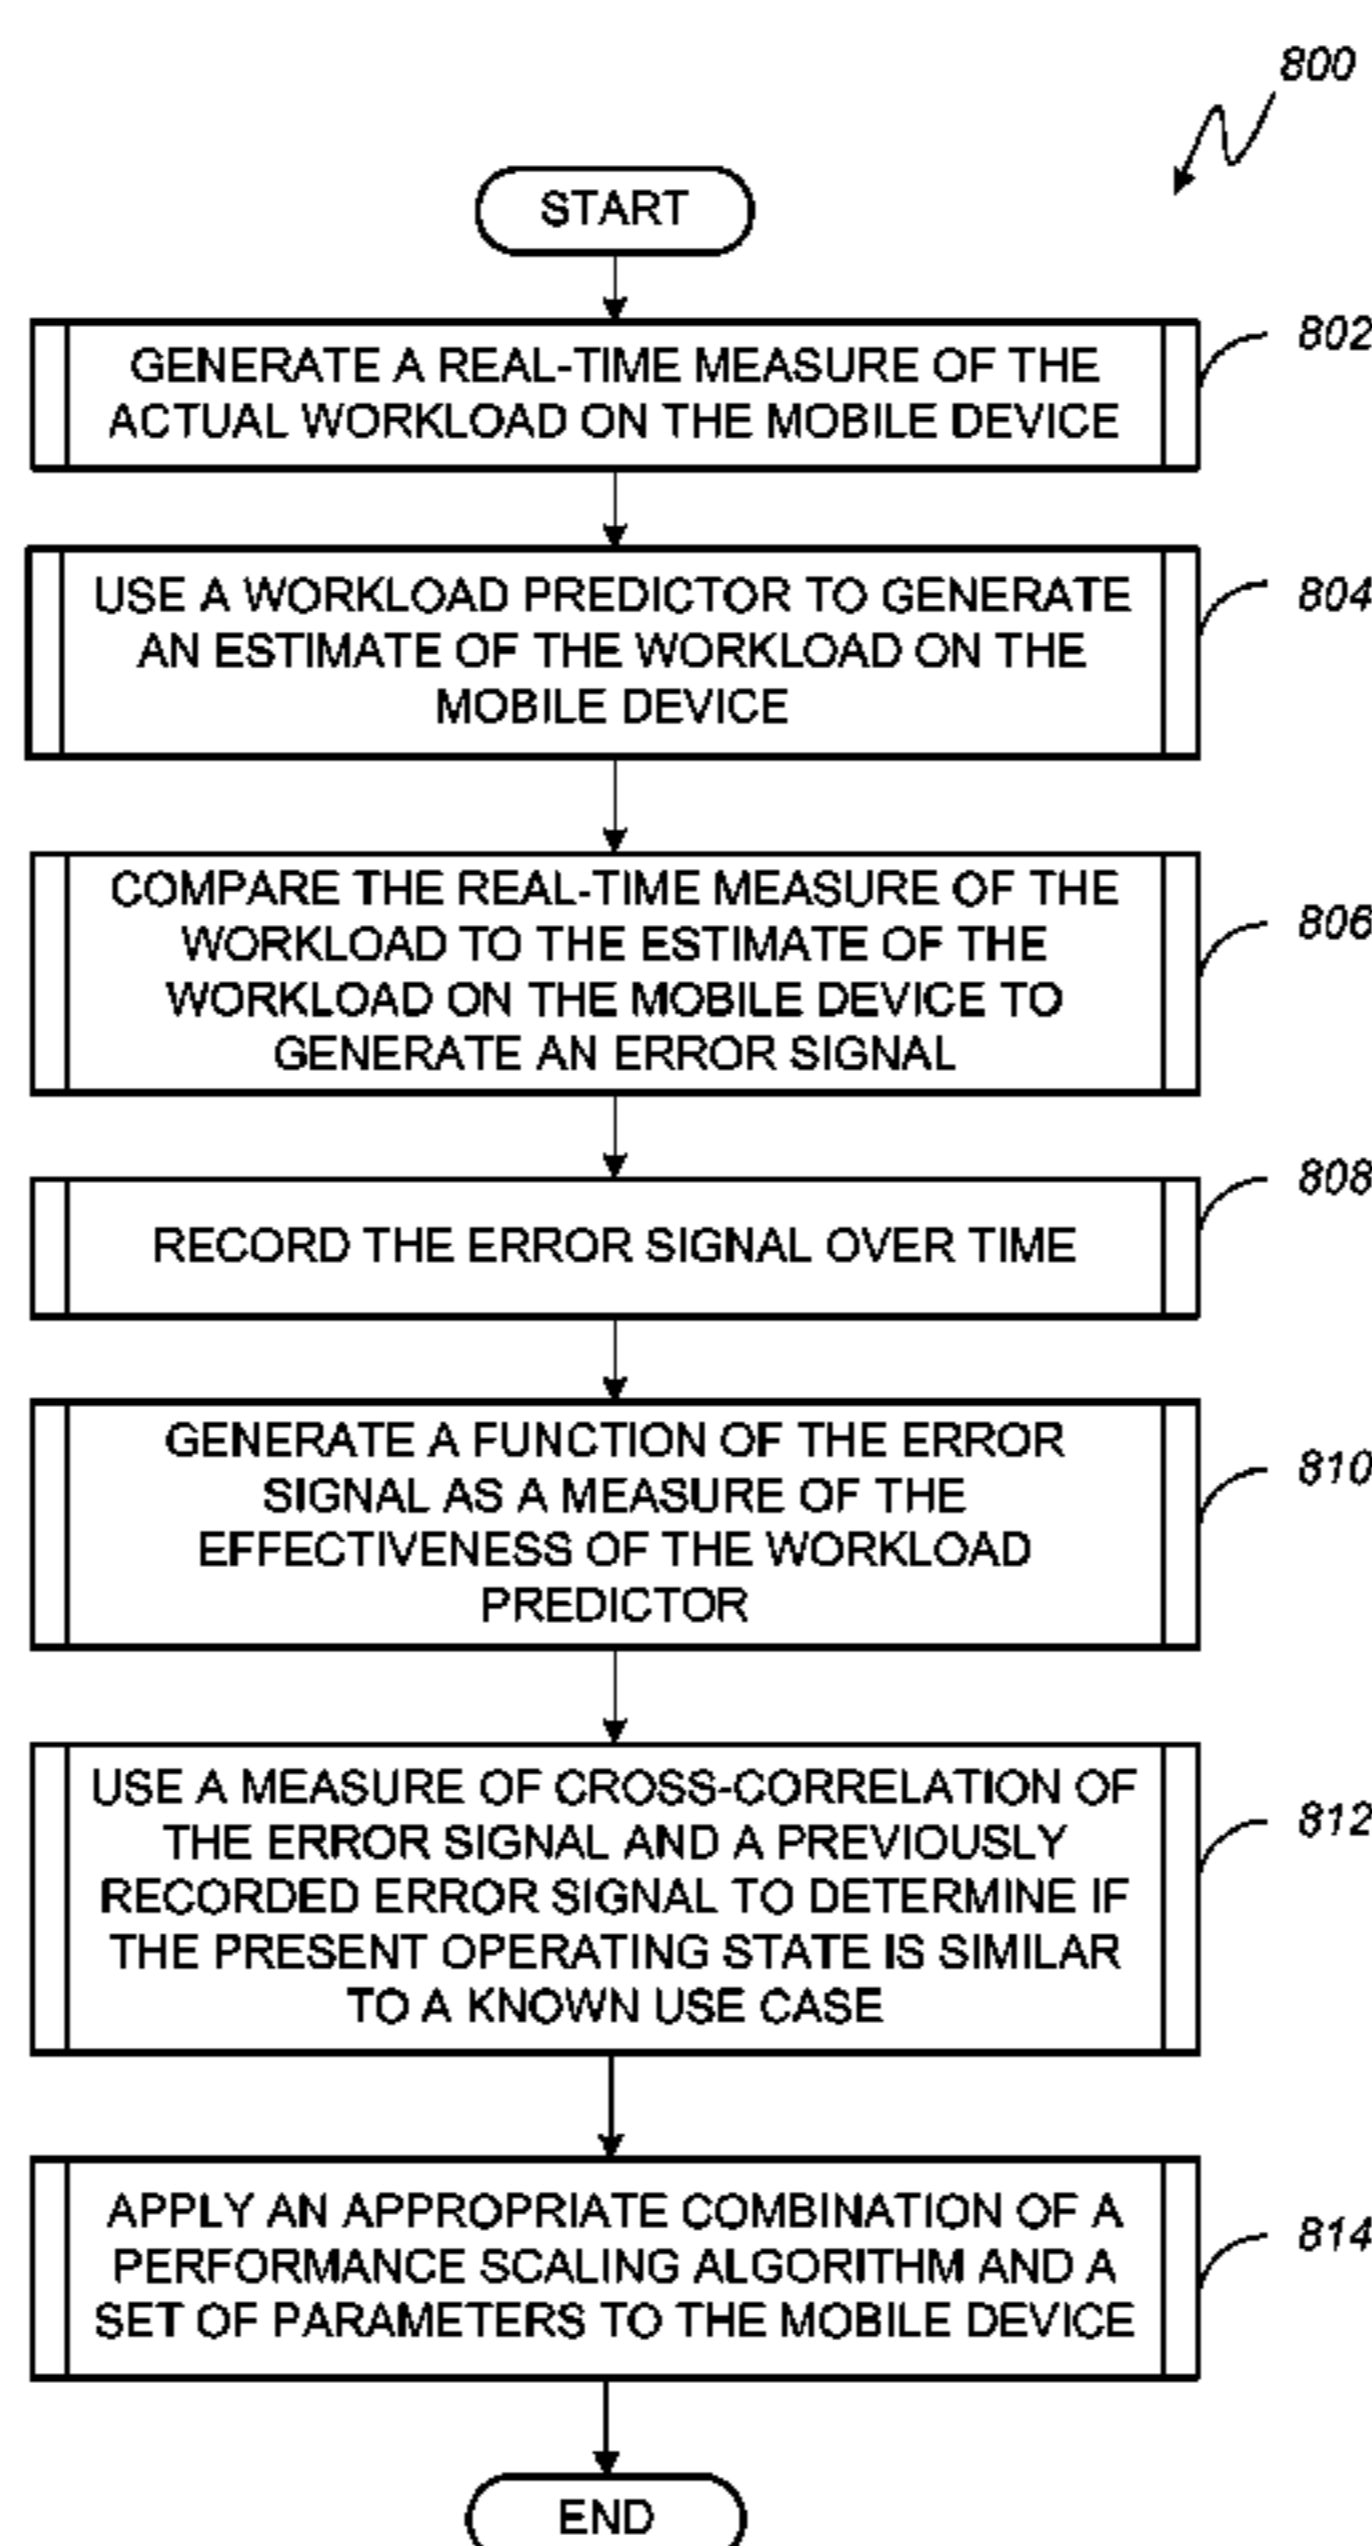 800
START
GENERATE A REAL-TIME MEASURE OF THE
ACTUAL WORKLOAD ON THE MOBILE DEVICE
802
USE A WORKLOAD PREDICTOR TO GENERATE
AN ESTIMATE OF THE WORKLOAD ON THE
MOBILE DEVICE
804
COMPARE THE REAL-TIME MEASURE OF THE
WORKLOAD TO THE ESTIMATE OF THE
WORKLOAD ON THE MOBILE DEVICE TO
GENERATE AN ERROR SIGNAL
806
RECORD THE ERROR SIGNAL OVER TIME
808
GENERATE A FUNCTION OF THE ERROR
SIGNAL AS A MEASURE OF THE
EFFECTIVENESS OF THE WORKLOAD
PREDICTOR
810
USE A MEASURE OF CROSS-CORRELATION OF
THE ERROR SIGNAL AND A PREVIOUSLY
RECORDED ERROR SIGNAL TO DETERMINE IF
THE PRESENT OPERATING STATE IS SIMILAR
TO A KNOWN USE CASE
812
APPLY AN APPROPRIATE COMBINATION OF A
PERFORMANCE SCALING ALGORITHM AND A
SET OF PARAMETERS TO THE MOBILE DEVICE
814
END